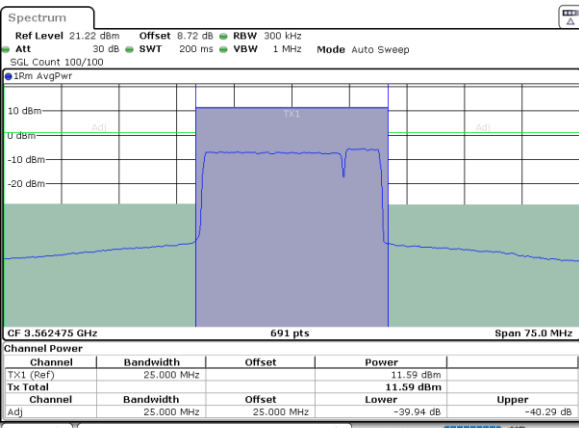 Spectrum
Ref Level 21.22 dBm Offset 8.72 dB RBW 300 kHz
Att 30 dB SWT 200 ms VBW 1 MHz Mode Auto Sweep
SGL Count 100/100
1Rm AvgPwr
TX1
10 dBm
Adj Adj
0 dBm
-10 dBm
-20 dBm
CF 3.562475 GHz 691 pts Span 75.0 MHz
Channel Power
Channel Bandwidth Offset Power
TX1 (Ref) 25.000 MHz 11.59 dBm
Tx Total 11.59 dBm
Channel Bandwidth Offset Lower Upper
Adj 25.000 MHz 25.000 MHz -39.94 dB -40.29 dB